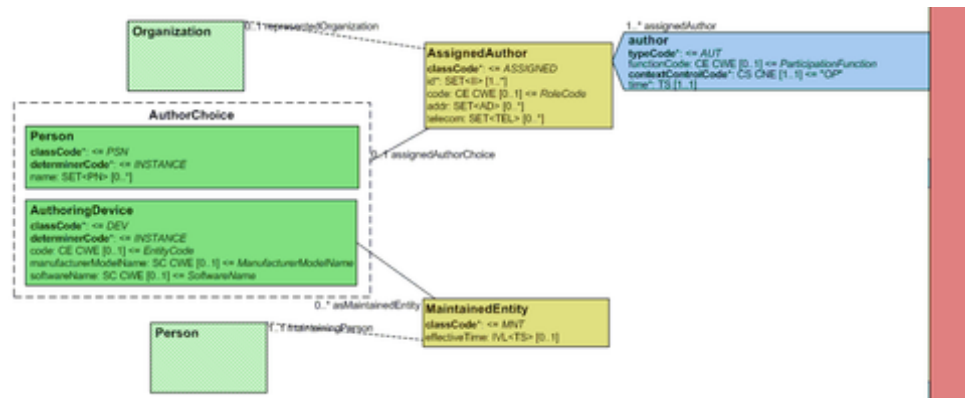 1..* assignedAuthor
0..1 representedOrganization
Organization
author
typeCode*: <= AUT
functionCode: CE CWE [0..1] <= ParticipationFunction
contextControlCode*: CS CNE [1..1] <= "OP"
time*: TS [1..1]
AssignedAuthor
classCode*: <= ASSIGNED
id*: SET<II> [1..*]
code: CE CWE [0..1] <= RoleCode
addr: SET<AD> [0..*]
telecom: SET<TEL> [0..*]
AuthorChoice
Person
classCode*: <= PSN
determinerCode*: <= INSTANCE
name: SET<PN> [0..*]
0..1 assignedAuthorChoice
AuthoringDevice
classCode*: <= DEV
determinerCode*: <= INSTANCE
code: CE CWE [0..1] <= EntityCode
manufacturerModelName: SC CWE [0..1] <= ManufacturerModelName
softwareName: SC CWE [0..1] <= SoftwareName
0..* asMaintainedEntity
MaintainedEntity
classCode*: <= MNT
effectiveTime: IVL<TS> [0..1]
1..1 maintainingPerson
Person